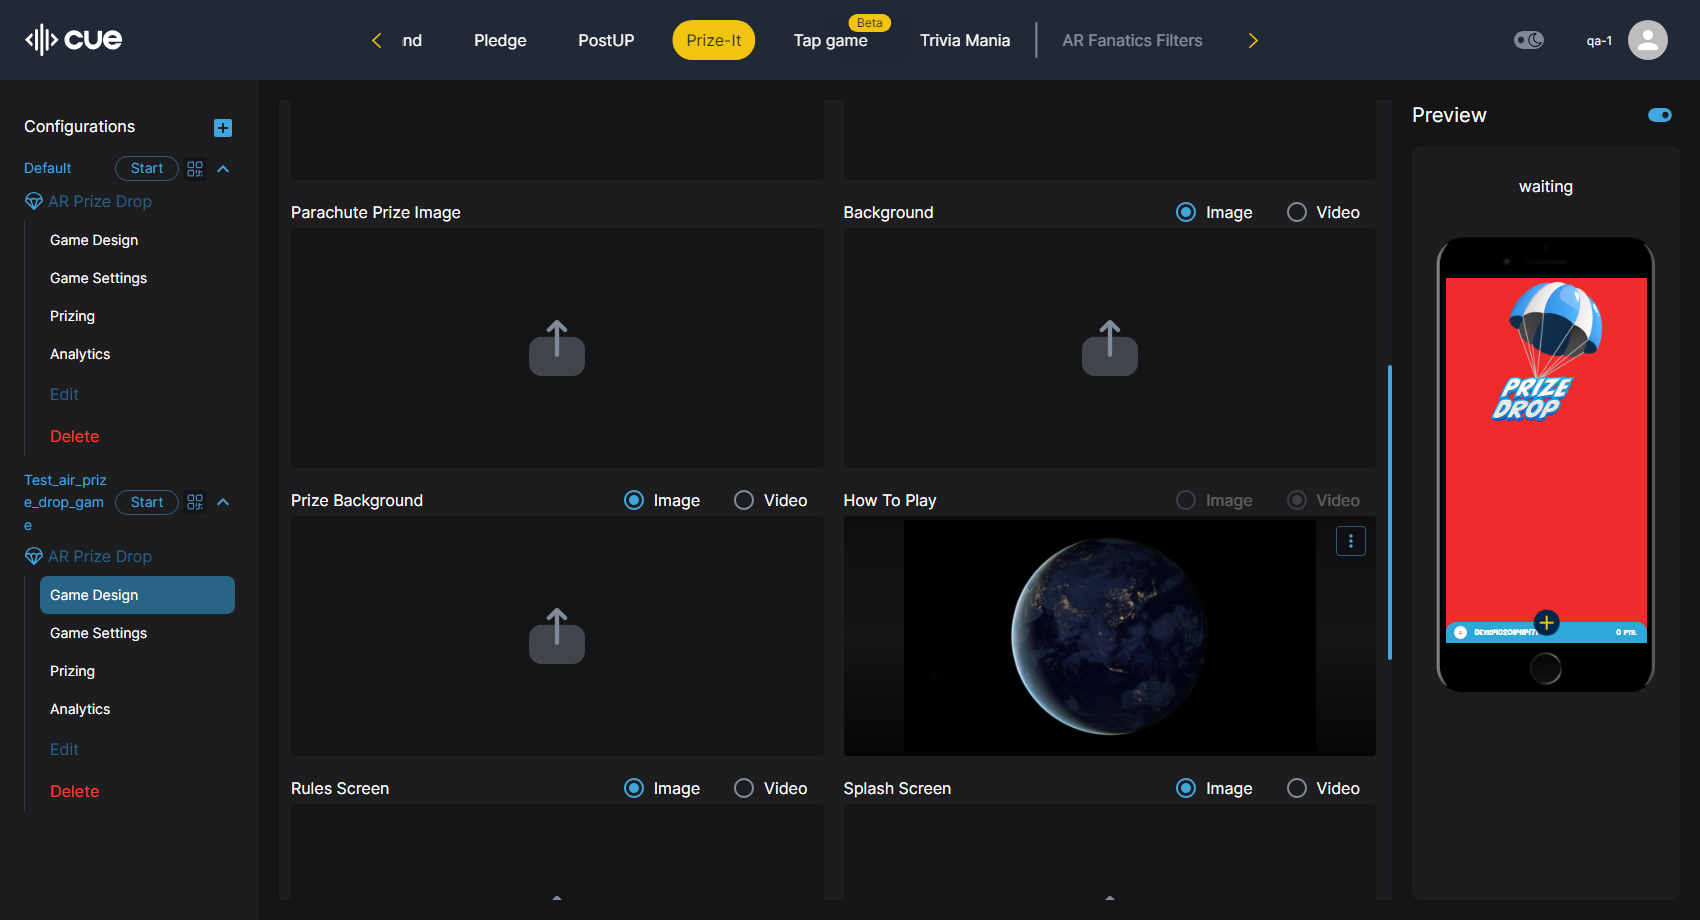 cue
nd
Pledge
PostUP
Prize-It
Beta
Tap game
Trivia Mania
AR Fanatics Filters
qa-1
Configurations
Default
Start
AR Prize Drop
Game Design
Game Settings
Prizing
Analytics
Edit
Delete
Test_air_priz
e_drop_gam
e
Start
AR Prize Drop
Game Design
Game Settings
Prizing
Analytics
Edit
Delete
Parachute Prize Image
Background
Image
Video
Prize Background
Image
Video
How To Play
Image
Video
Rules Screen
Image
Video
Splash Screen
Image
Video
Preview
waiting
PRIZE
DROP
0 PTS.